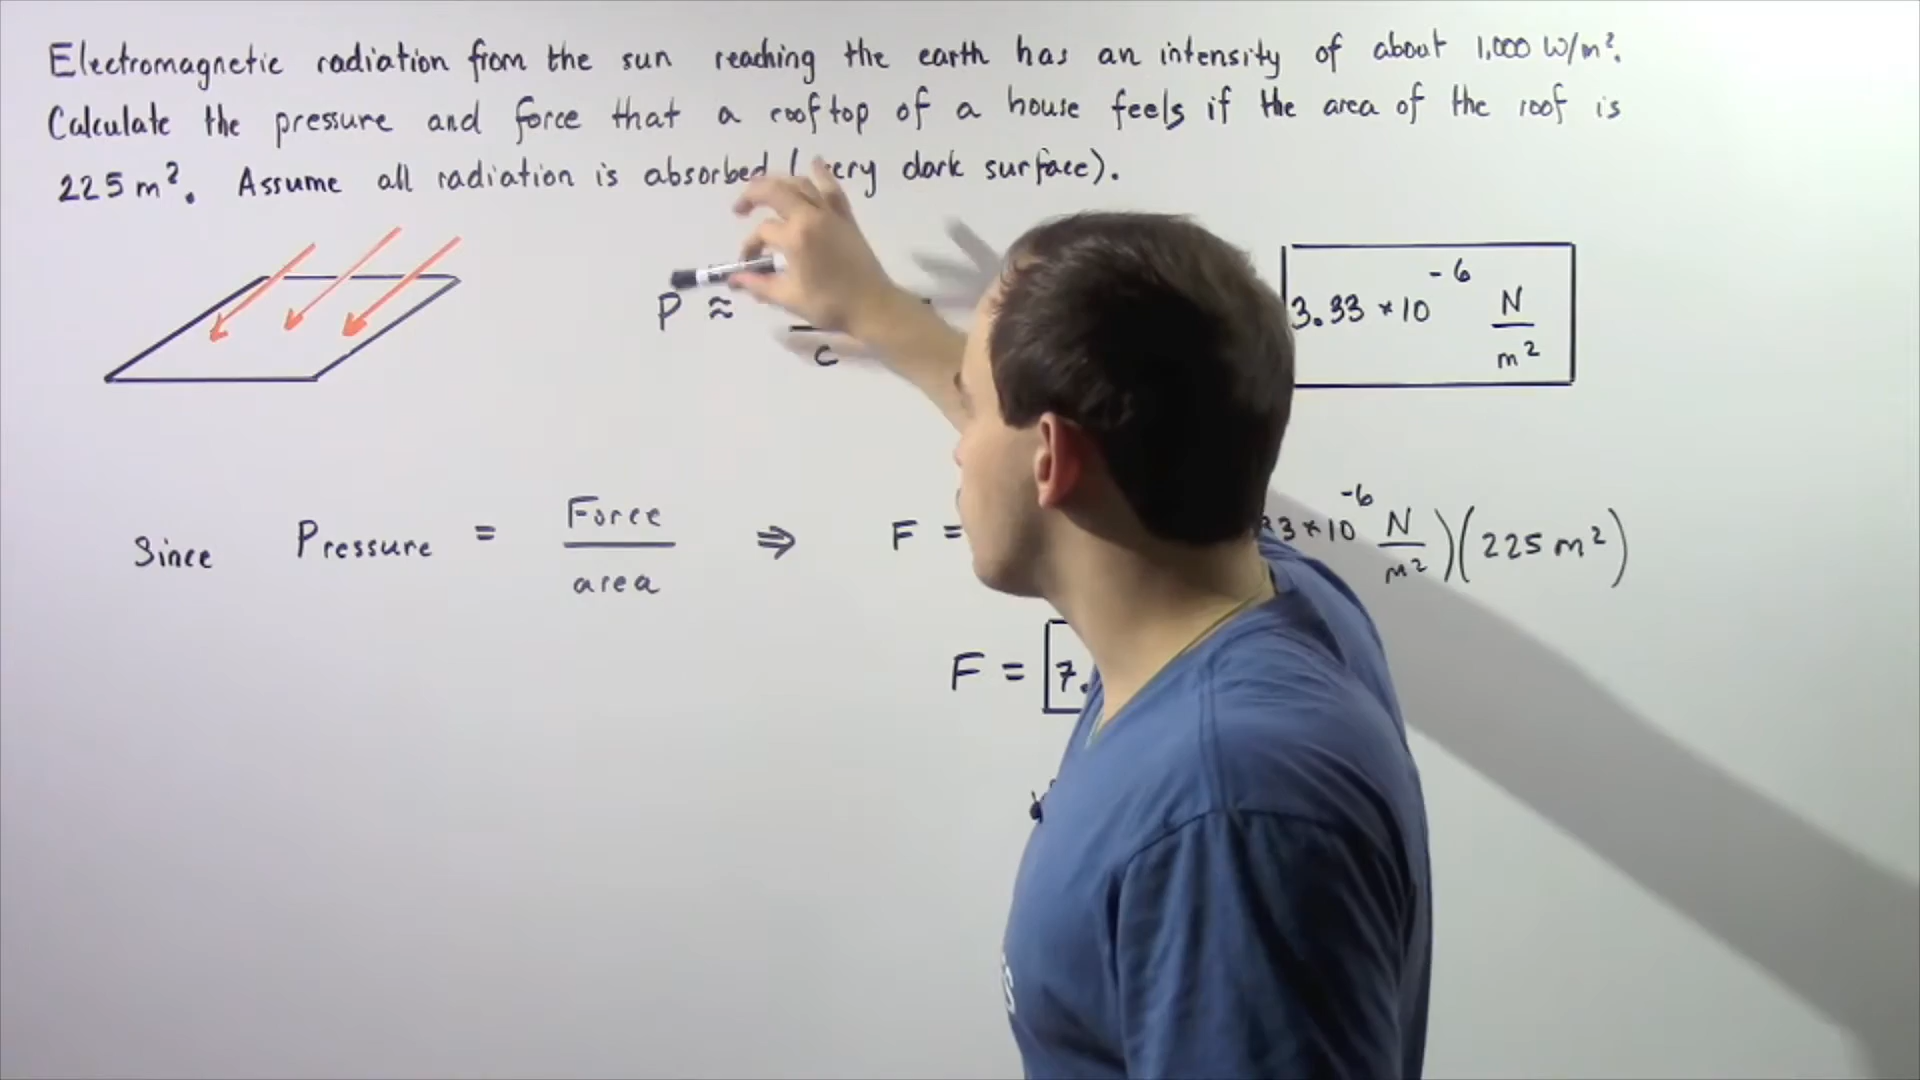 Electromagnetic radiation from the sun reaching the earth has an intensity of about 1,000 W/m².
Calculate the pressure and force that a rooftop of a house feels if the area of the roof is
225 m². Assume all radiation is absorbed (very dark surface).
P ≈
c
3.33 * 10⁻⁶ N/m²
Since Pressure = Force/area ⇒ F = 33 * 10⁻⁶ N/m²)(225 m²)
F = 7.